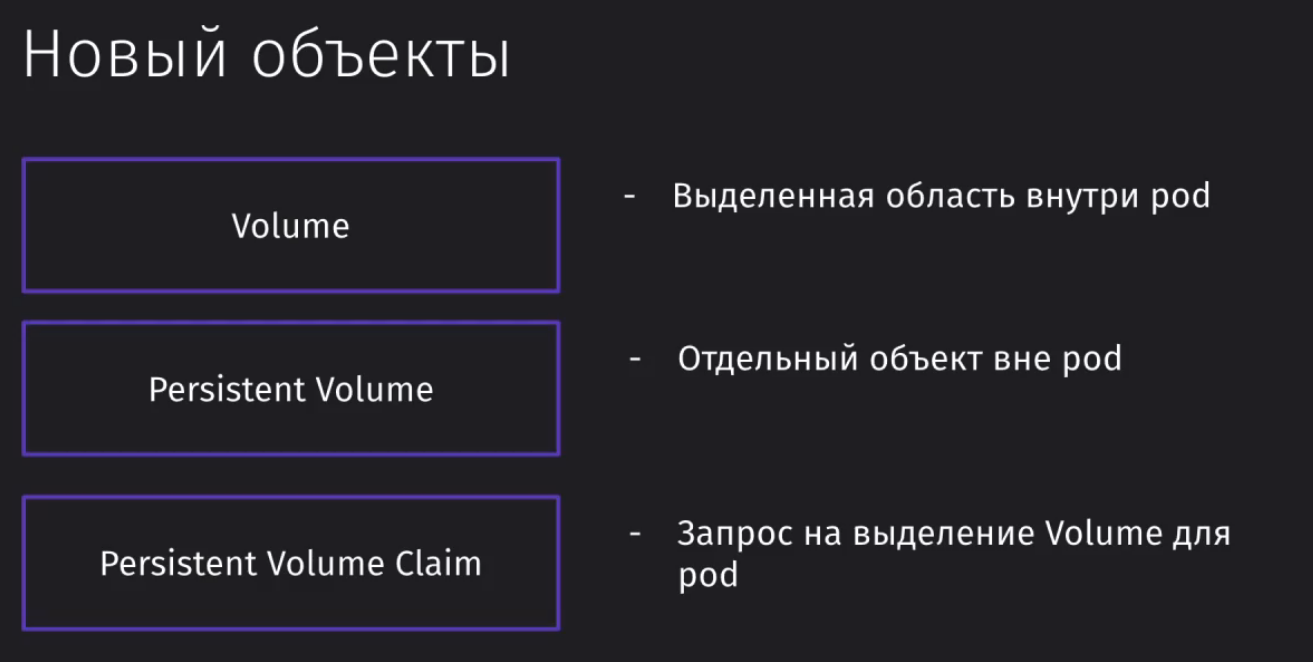 Новый объекты
Volume
- Выделенная область внутри pod
Persistent Volume
- Отдельный объект вне pod
Persistent Volume Claim
- Запрос на выделение Volume для
pod